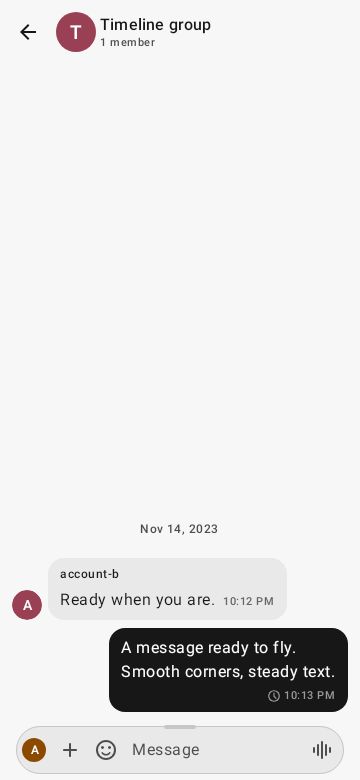 T
Timeline group
1 member
Nov 14, 2023
account-b
A
Ready when you are. 10:12 PM
A message ready to fly.
Smooth corners, steady text.
10:13 PM
A
Message